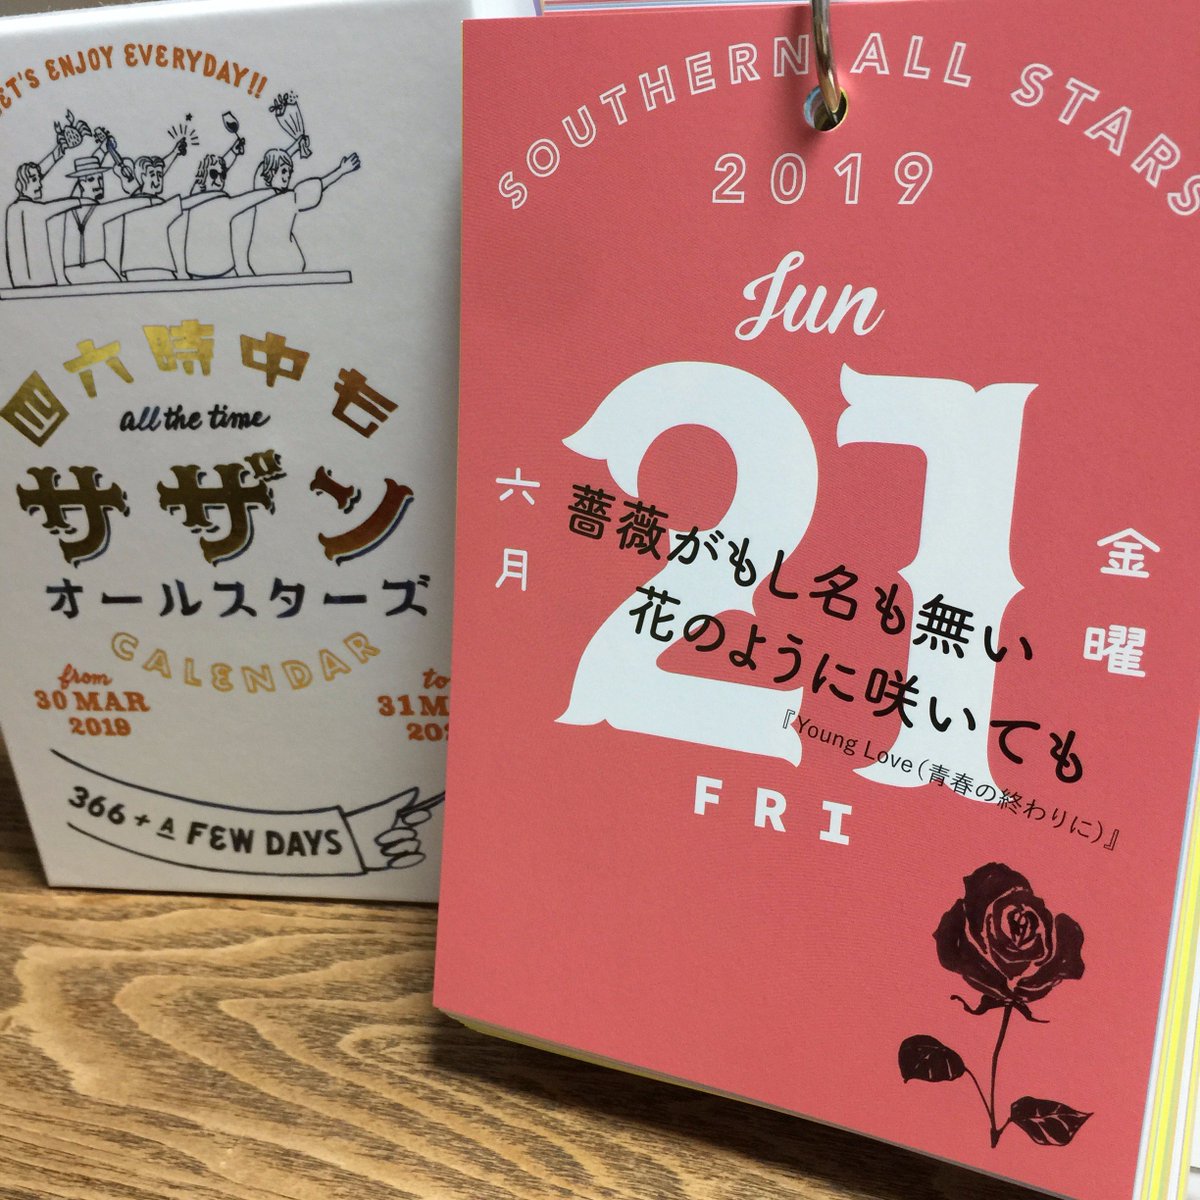 LET'S ENJOY EVERYDAY!!
四六時中も
all the time
サザン
オールスターズ
CALENDAR
from
30 MAR
2019
to
31 M
366 + A FEW DAYS
SOUTHERN ALL STARS
2019
Jun
21
六月
金曜
薔薇がもし名も無い
花のように咲いても
『Young Love(青春の終わりに)』
FRI